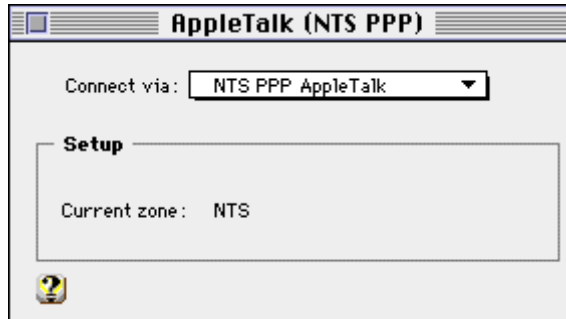 AppleTalk (NTS PPP)
Connect via: NTS PPP AppleTalk
Setup
Current zone: NTS
?